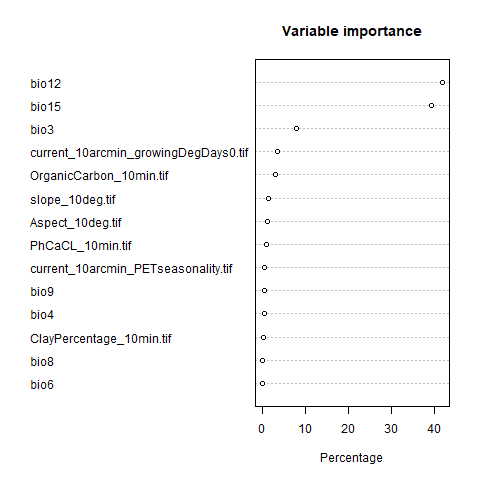 Variable importance
bio12
bio15
bio3
current_10arcmin_growingDegDays0.tif
OrganicCarbon_10min.tif
slope_10deg.tif
Aspect_10deg.tif
PhCaCL_10min.tif
current_10arcmin_PETseasonality.tif
bio9
bio4
ClayPercentage_10min.tif
bio8
bio6
0 10 20 30 40
Percentage